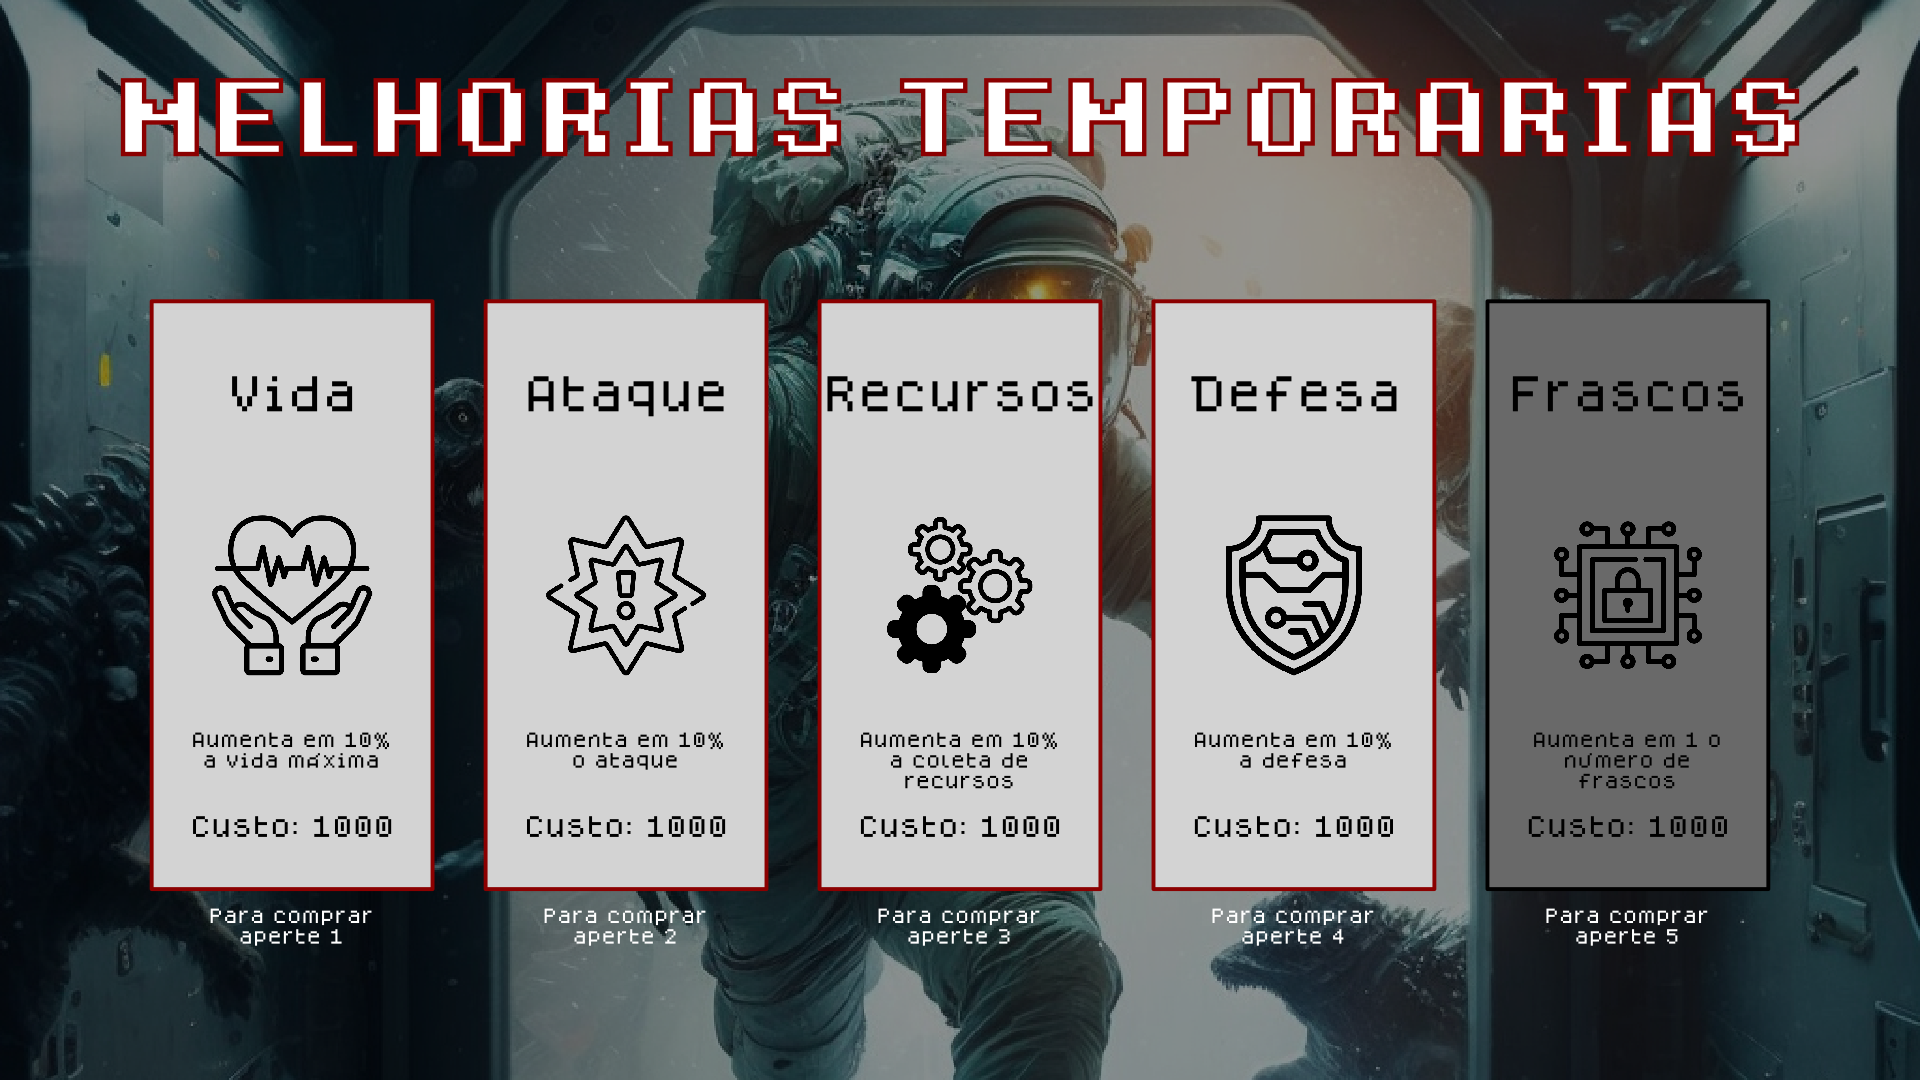 MELHORIAS TEMPORARIAS
Vida
Aumenta em 10%
a vida máxima
Custo: 1000
Para comprar
aperte 1
Ataque
Aumenta em 10%
o ataque
Custo: 1000
Para comprar
aperte 2
Recursos
Aumenta em 10%
a coleta de
recursos
Custo: 1000
Para comprar
aperte 3
Defesa
Aumenta em 10%
a defesa
Custo: 1000
Para comprar
aperte 4
Frascos
Aumenta em 1 o
número de
frascos
Custo: 1000
Para comprar
aperte 5